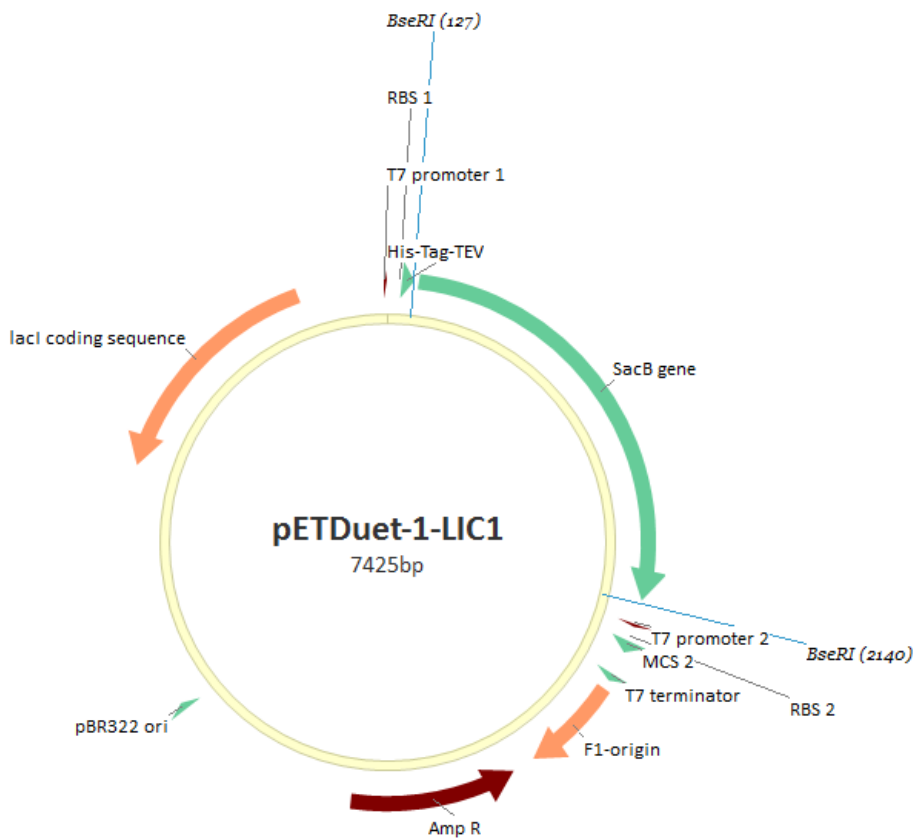 BseRI (127)
RBS 1
T7 promoter 1
His-Tag-TEV
lacI coding sequence
SacB gene
pETDuet-1-LIC1
7425bp
T7 promoter 2
BseRI (2140)
MCS 2
T7 terminator
RBS 2
pBR322 ori
F1-origin
Amp R